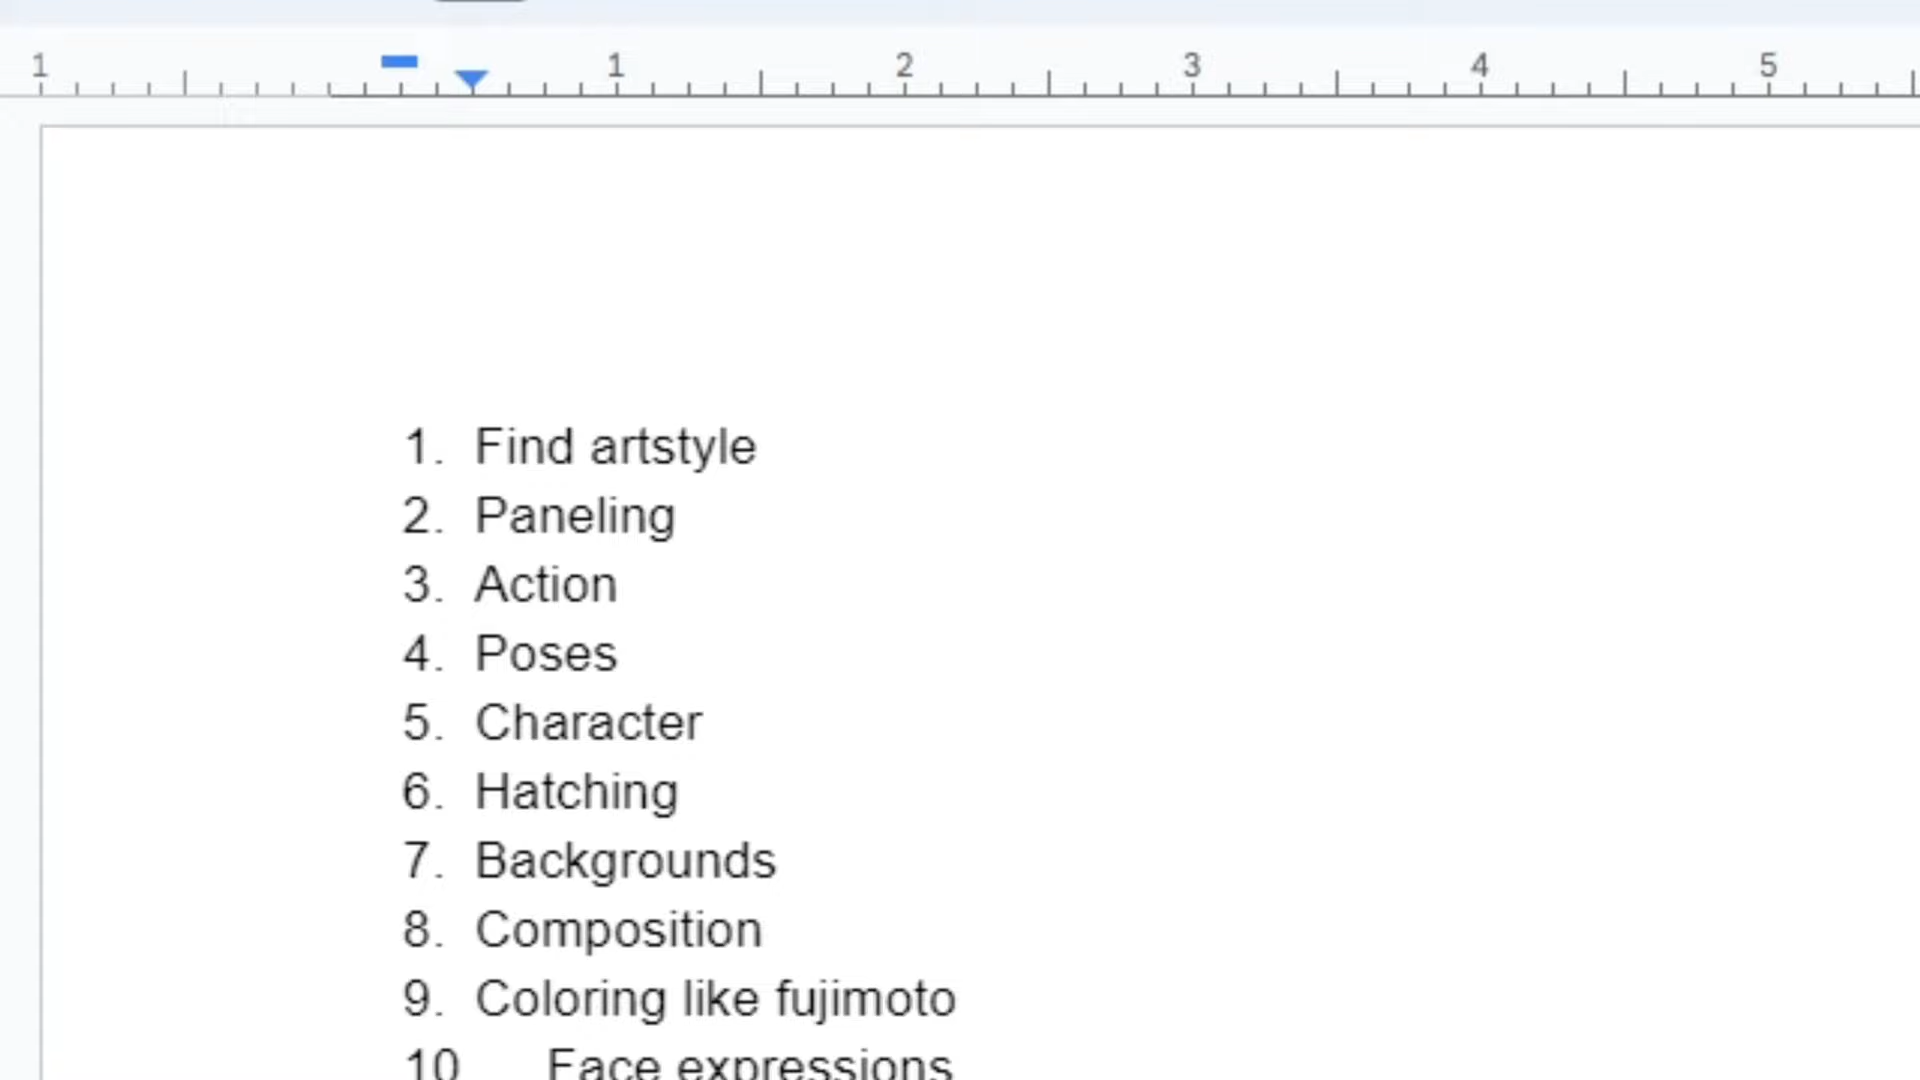 1 1 2 3 4 5
1. Find artstyle
2. Paneling
3. Action
4. Poses
5. Character
6. Hatching
7. Backgrounds
8. Composition
9. Coloring like fujimoto
10 Face expressions